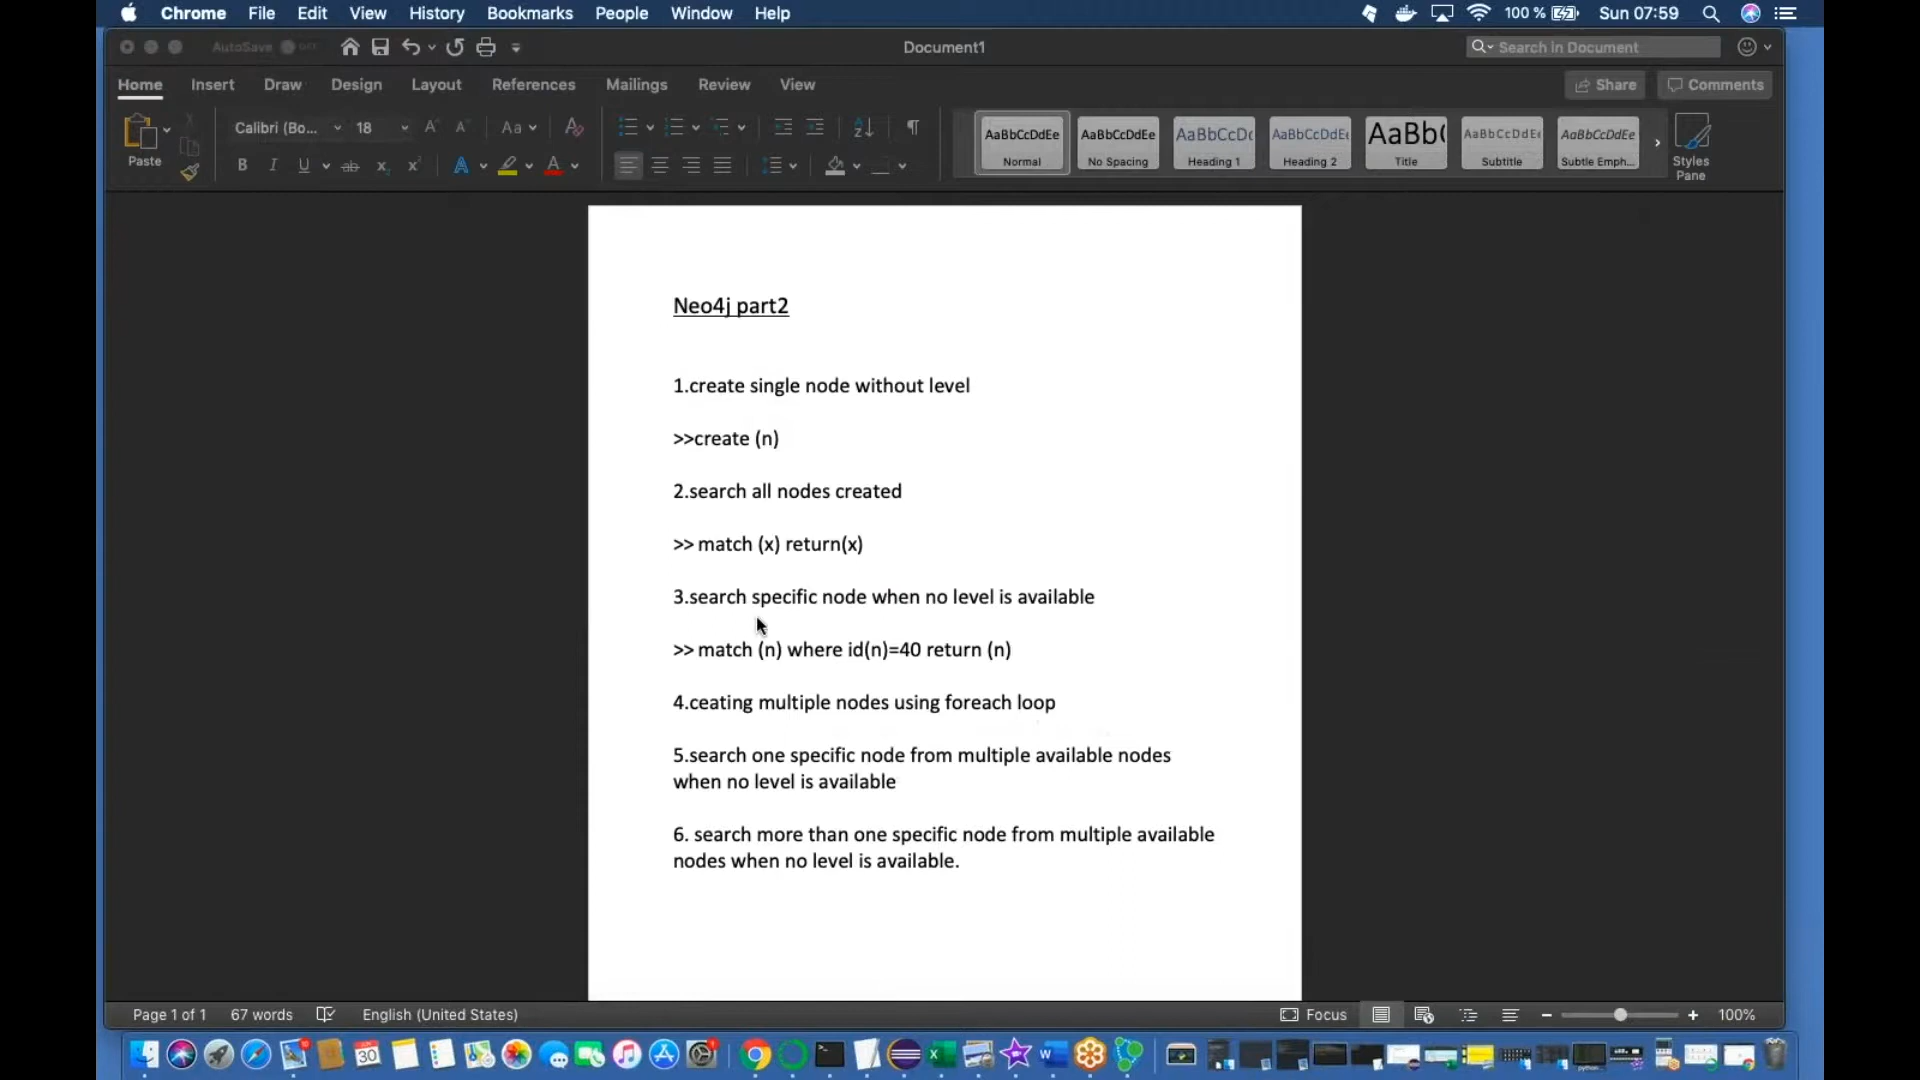 Chrome File Edit View History Bookmarks People Window Help 100 % Sun 07:59
AutoSave OFF Document1 Search in Document
Home Insert Draw Design Layout References Mailings Review View Share Comments
Paste Calibri (Bo... 18 Aa
AaBbCcDdEe AaBbCcDdEe AaBbCcDc AaBbCcDdEe AaBb( AaBbCcDdEe AaBbCcDdEe
Normal No Spacing Heading 1 Heading 2 Title Subtitle Subtle Emph... Styles Pane
Neo4j part2
1.create single node without level
>>create (n)
2.search all nodes created
>> match (x) return(x)
3.search specific node when no level is available
>> match (n) where id(n)=40 return (n)
4.ceating multiple nodes using foreach loop
5.search one specific node from multiple available nodes
when no level is available
6. search more than one specific node from multiple available
nodes when no level is available.
Page 1 of 1 67 words English (United States) Focus 100%
30